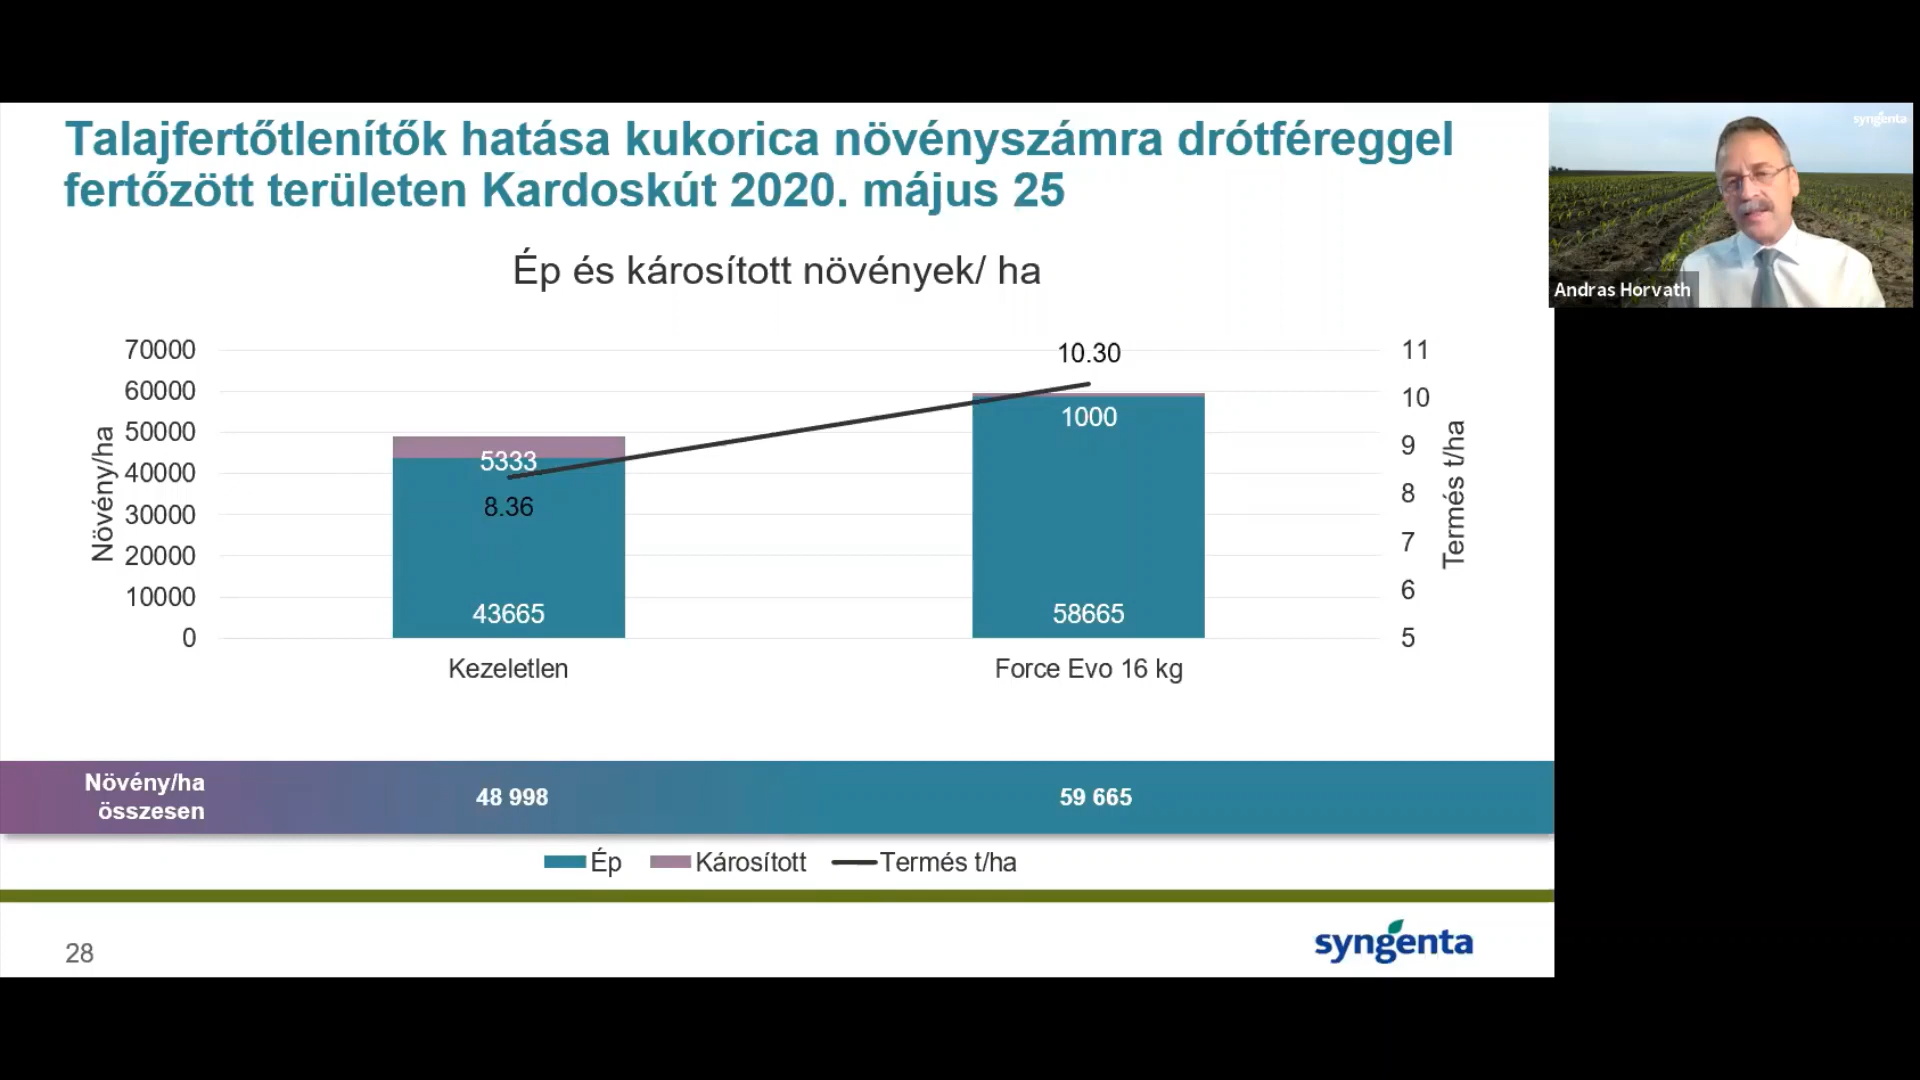 Talajfertőtlenítők hatása kukorica növényszámra drótféreggel
fertőzött területen Kardoskút 2020. május 25
syngenta
Andras Horvath
Ép és károsított növények/ ha
70000
60000
50000
40000
30000
20000
10000
0
Növény/ha
5333
8.36
43665
10.30
1000
58665
11
10
9
8
7
6
5
Termés t/ha
Kezeletlen
Force Evo 16 kg
Növény/ha
összesen
48 998
59 665
Ép
Károsított
Termés t/ha
28
syngenta